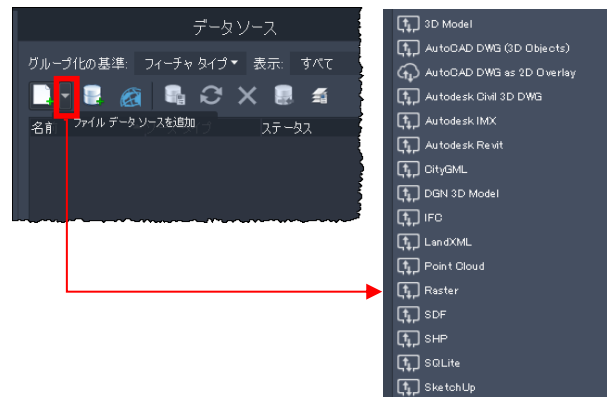 データソース
グループ化の基準: フィーチャ タイプ 表示: すべて
名前 ステータス
ファイル データソースを追加
3D Model
AutoCAD DWG (3D Objects)
AutoCAD DWG as 2D Overlay
Autodesk Civil 3D DWG
Autodesk IMX
Autodesk Revit
CityGML
DGN 3D Model
IFC
LandXML
Point Cloud
Raster
SDF
SHP
SQLite
SketchUp